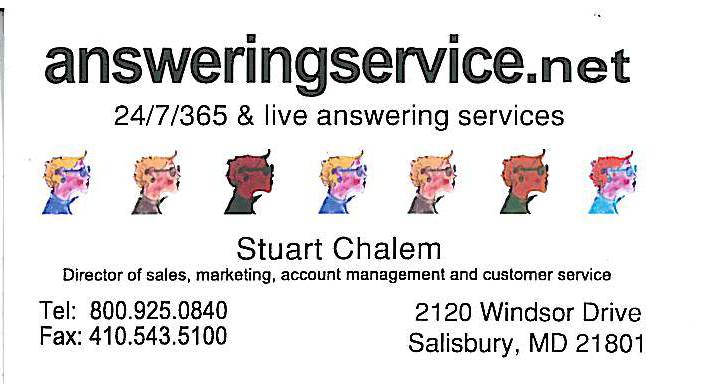 answeringservice.net
24/7/365 & live answering services
Stuart Chalem
Director of sales, marketing, account management and customer service
Tel: 800.925.0840
Fax: 410.543.5100
2120 Windsor Drive
Salisbury, MD 21801